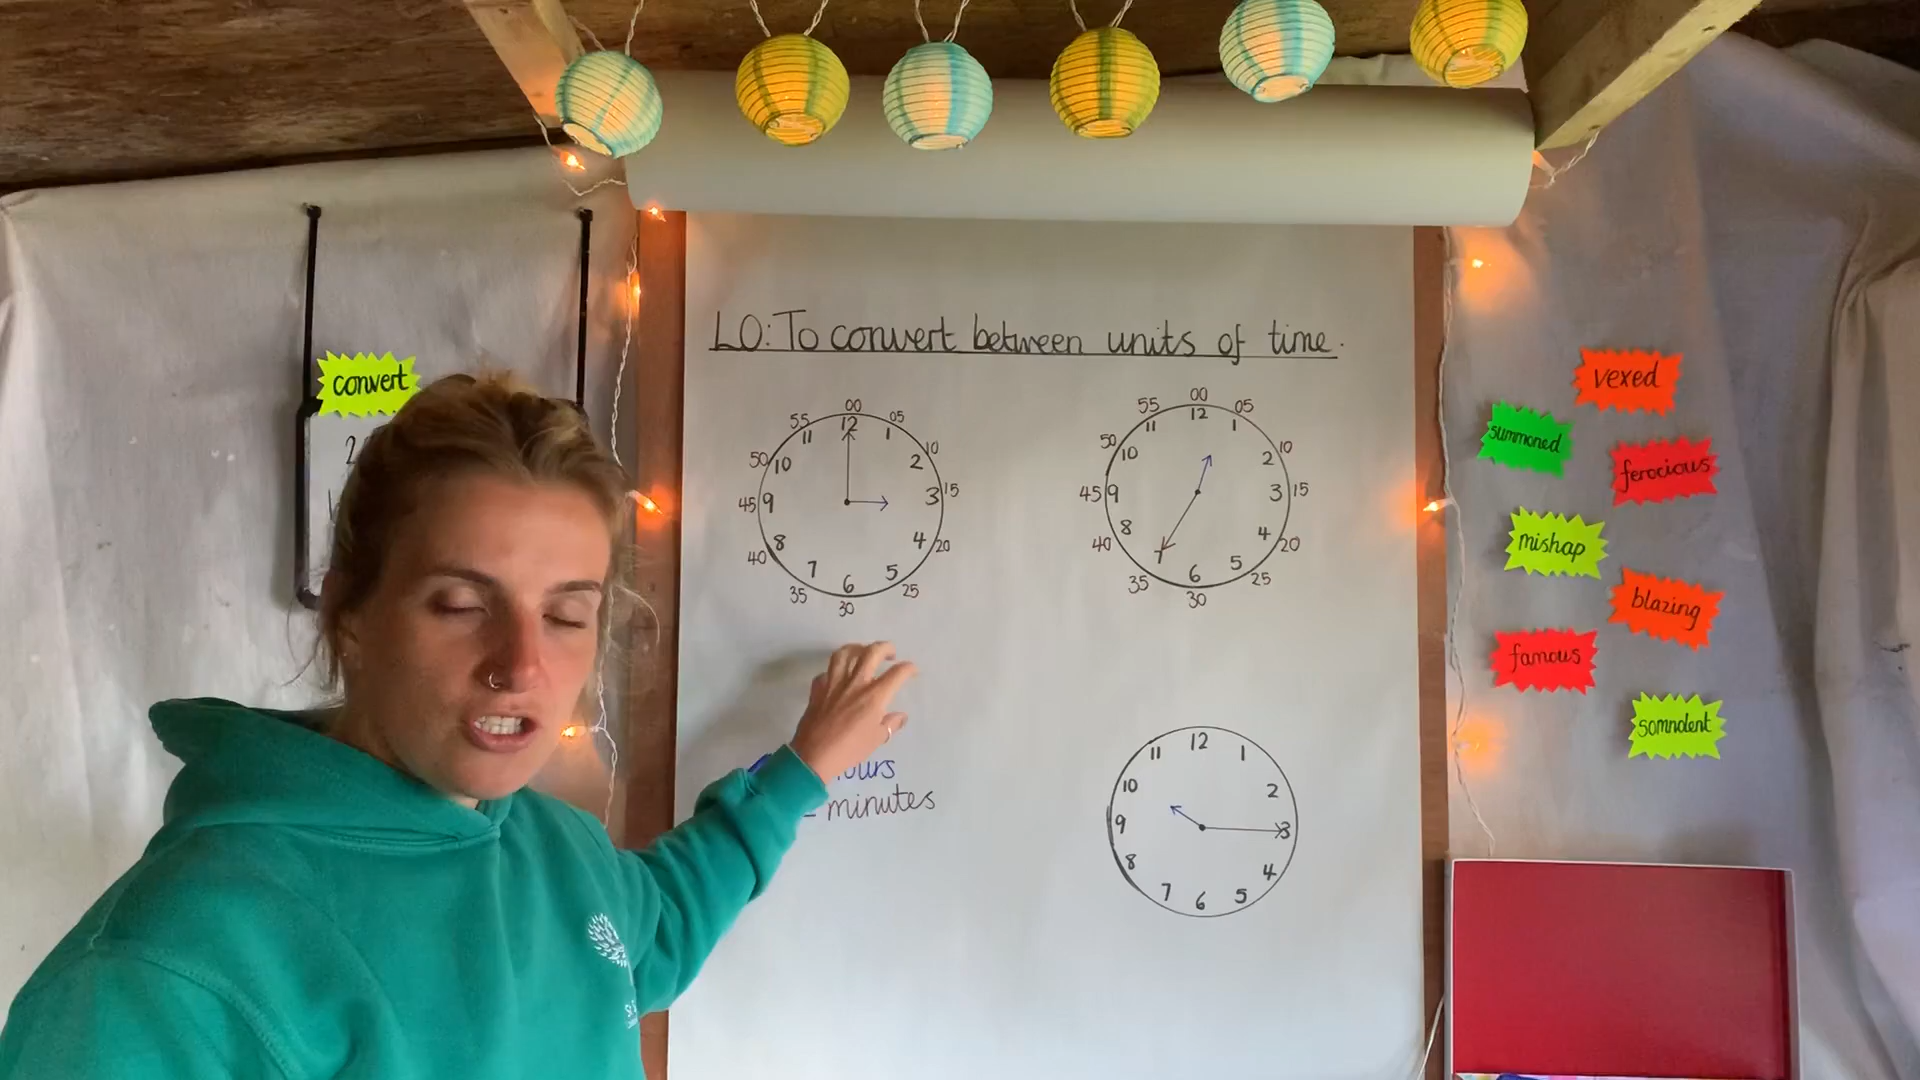 LO: To convert between units of time.
convert
vexed
summoned
ferocious
mishap
blazing
famous
somnolent
00
55 12 05
11 1
50 10 2 10
45 9 3 15
40 8 4 20
7 5
35 6 25
30
00
55 12 05
11 1
50 10 2 10
45 9 3 15
40 8 4 20
7 5
35 6 25
30
minutes
11 12 1
10 2
9 3
8 4
7 6 5